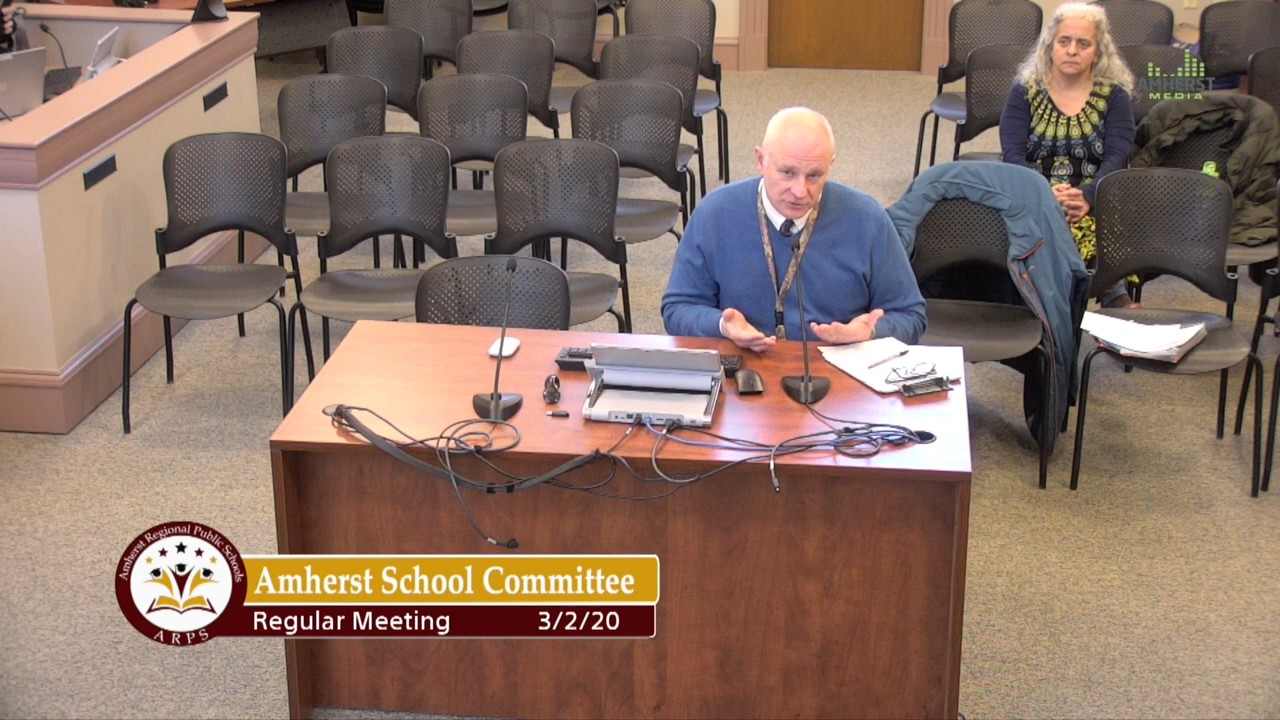 AMHERST
MEDIA
Amherst Regional Public Schools
ARPS
Amherst School Committee
Regular Meeting 3/2/20